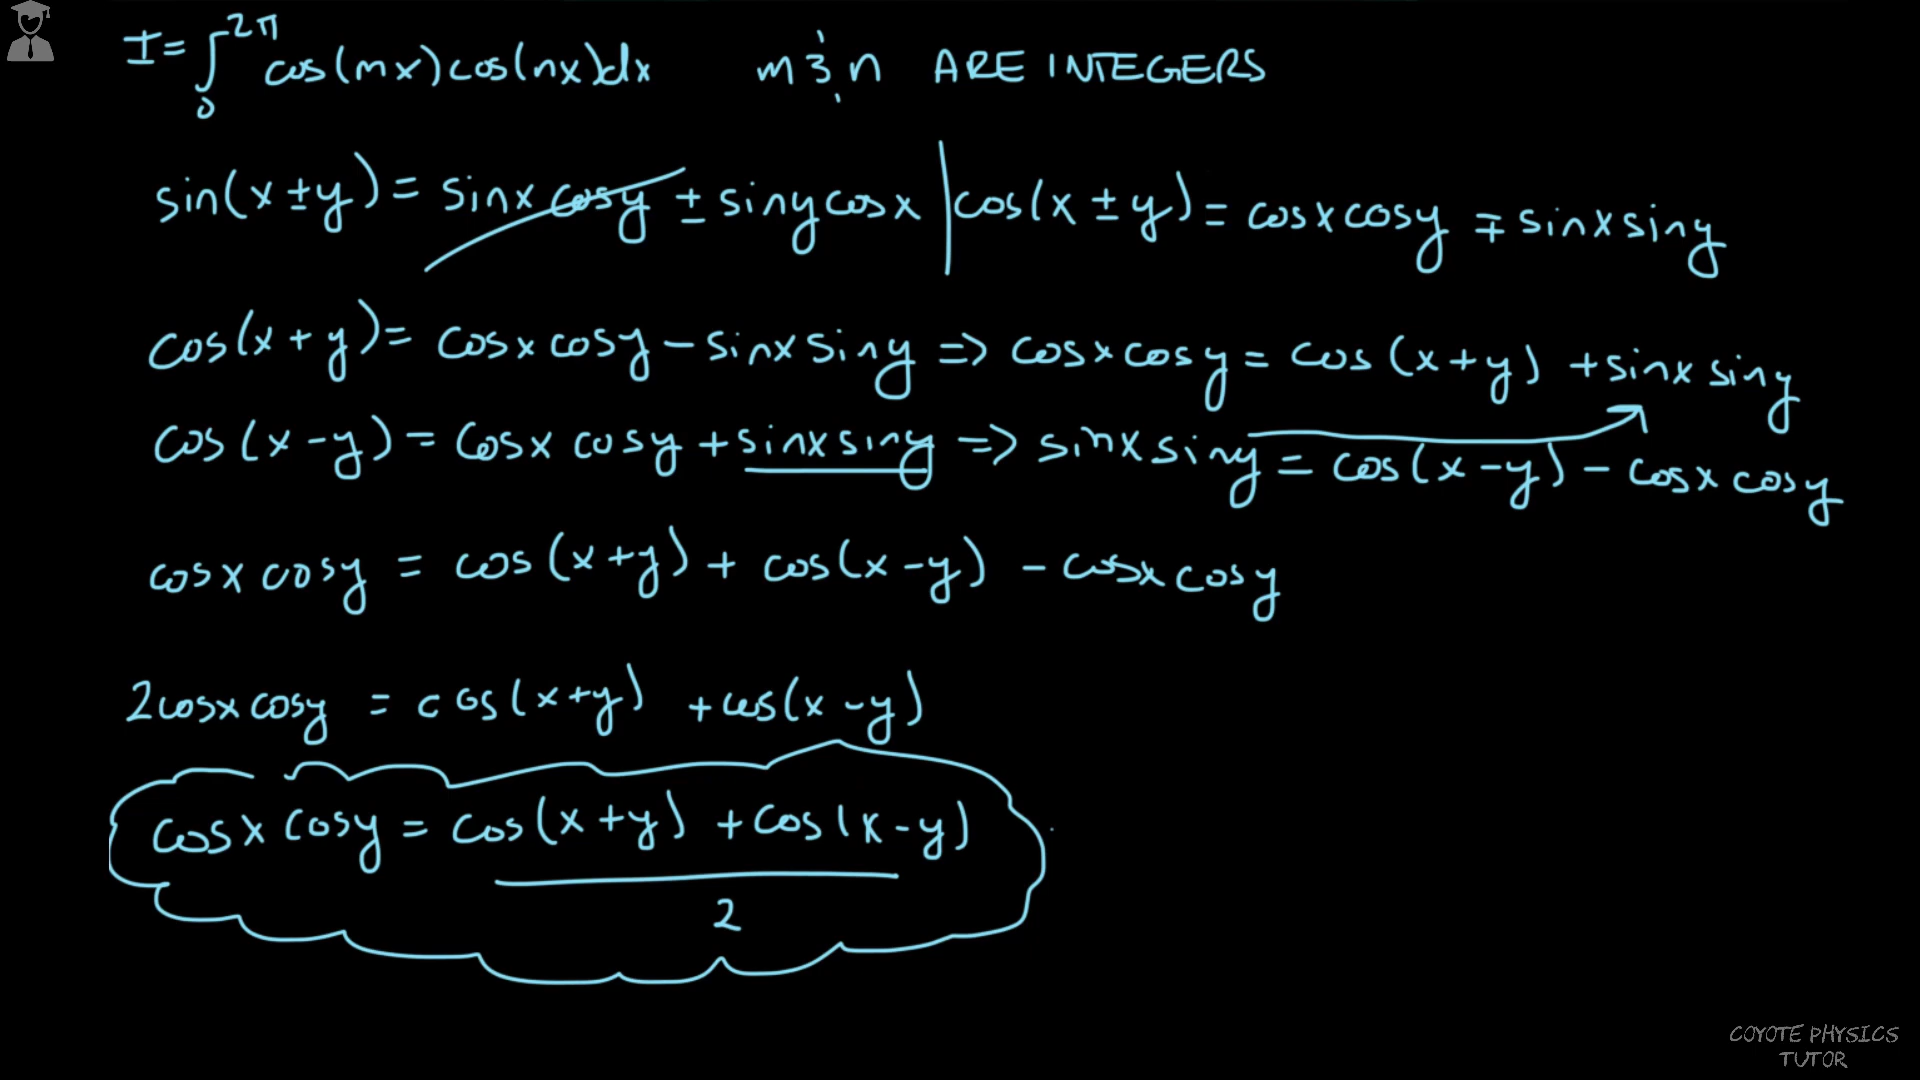 I = ∫₀^2π cos(mx)cos(nx)dx m & n ARE INTEGERS
sin(x ± y) = sinx cosy ± siny cosx | cos(x ± y) = cosx cosy ∓ sinx siny
cos(x + y) = cosx cosy − sinx siny => cosx cosy = cos(x+y) + sinx siny
cos(x − y) = cosx cosy + sinx siny => sinx siny = cos(x − y) − cosx cosy
cosx cosy = cos(x+y) + cos(x−y) − cosx cosy
2cosx cosy = cos(x+y) + cos(x−y)
cosx cosy = cos(x+y) + cos(x−y)
2
COYOTE PHYSICS
TUTOR